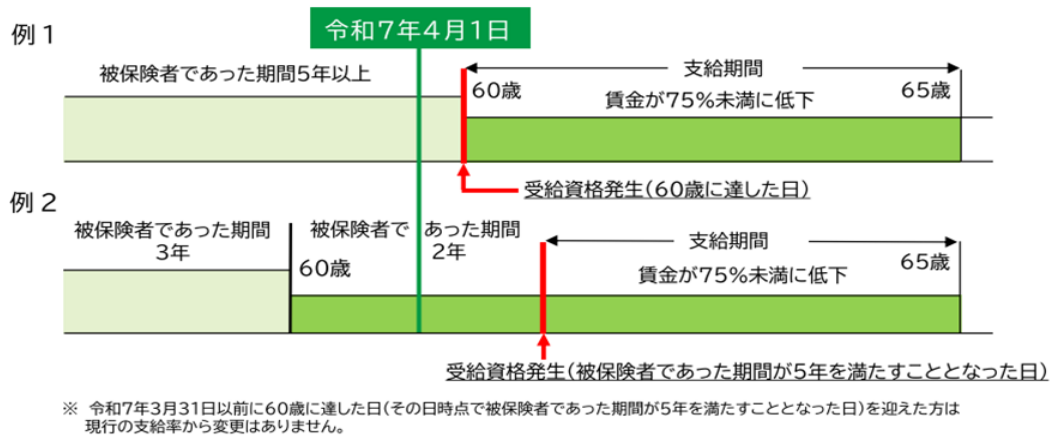 令和7年4月1日
例1
被保険者であった期間5年以上
支給期間
60歳
賃金が75%未満に低下
65歳
受給資格発生(60歳に達した日)
例2
被保険者であった期間
3年
被保険者であった期間
2年
60歳
支給期間
賃金が75%未満に低下
65歳
受給資格発生(被保険者であった期間が5年を満たすこととなった日)
※ 令和7年3月31日以前に60歳に達した日(その日時点で被保険者であった期間が5年を満たすこととなった日)を迎えた方は
現行の支給率から変更はありません。